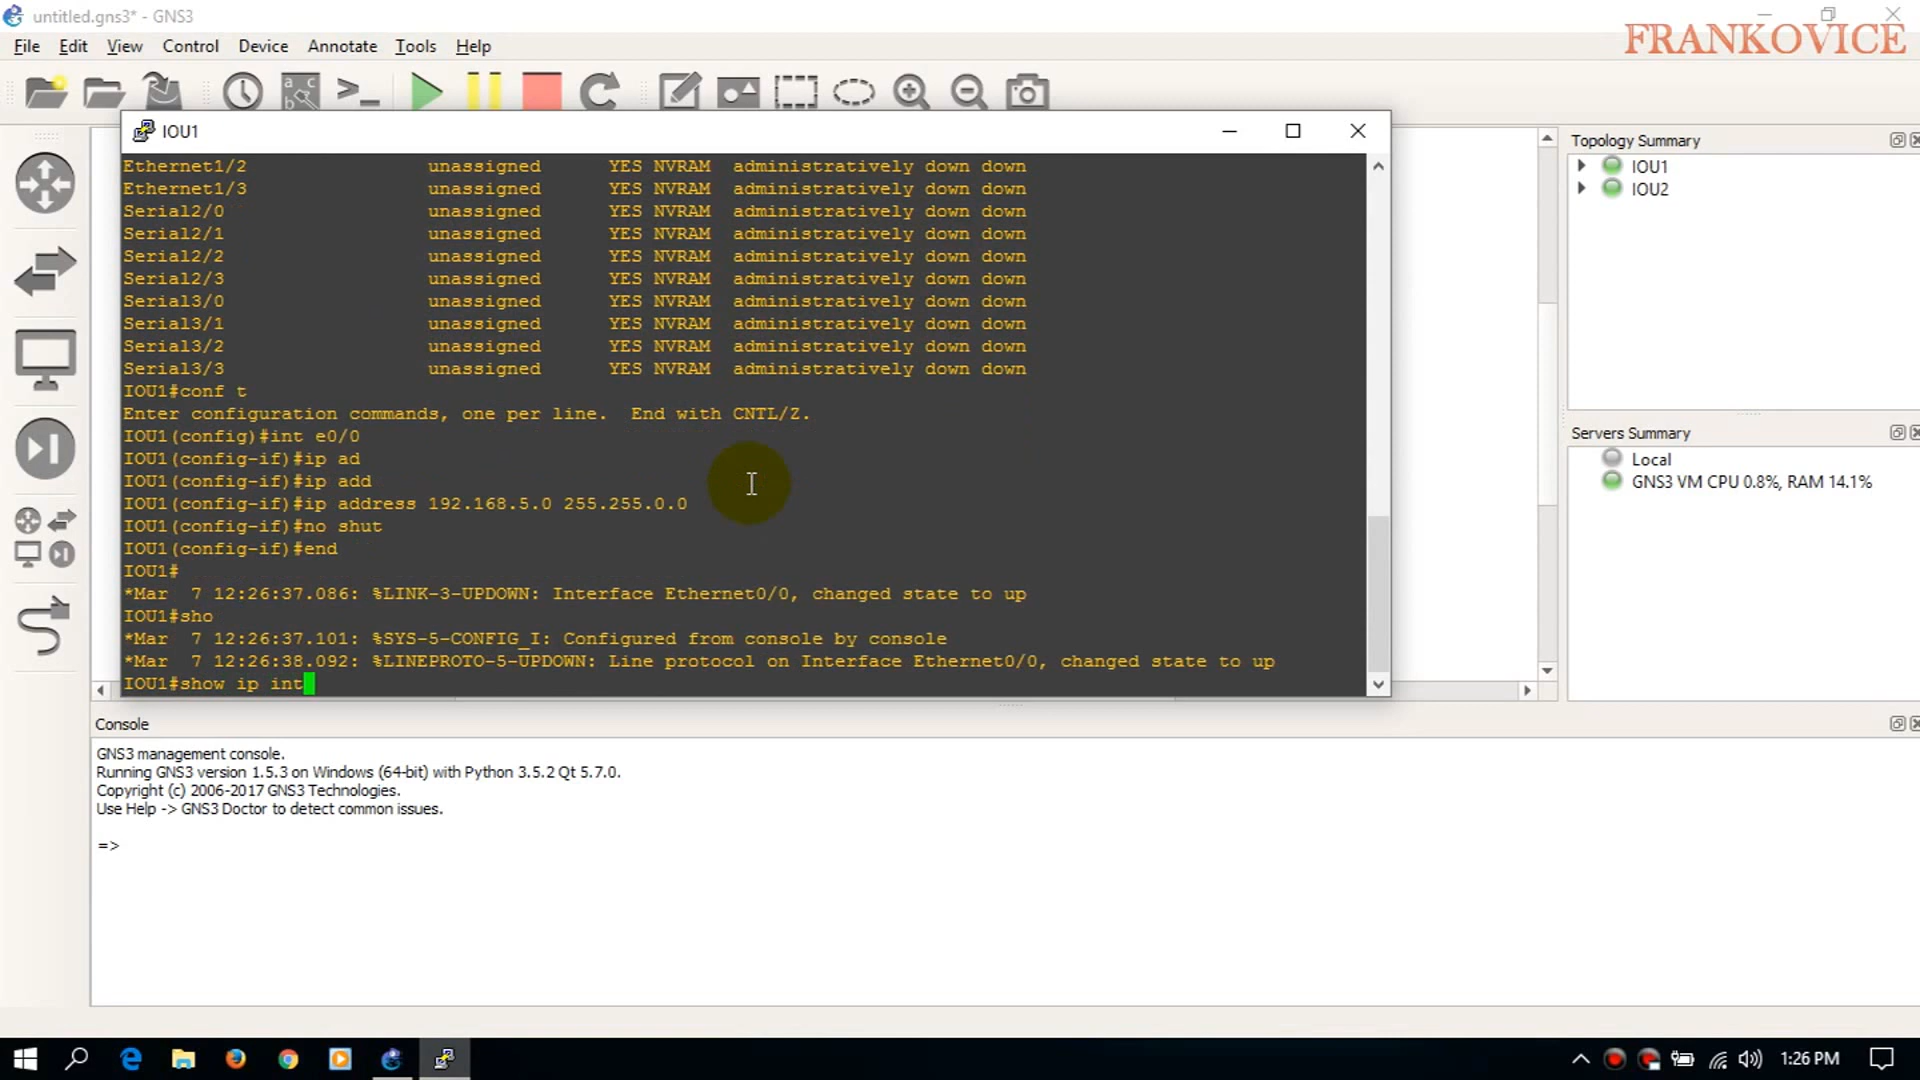 untitled.gns3* - GNS3
FRANKOVICE
File Edit View Control Device Annotate Tools Help
IOU1
Ethernet1/2 unassigned YES NVRAM administratively down down
Ethernet1/3 unassigned YES NVRAM administratively down down
Serial2/0 unassigned YES NVRAM administratively down down
Serial2/1 unassigned YES NVRAM administratively down down
Serial2/2 unassigned YES NVRAM administratively down down
Serial2/3 unassigned YES NVRAM administratively down down
Serial3/0 unassigned YES NVRAM administratively down down
Serial3/1 unassigned YES NVRAM administratively down down
Serial3/2 unassigned YES NVRAM administratively down down
Serial3/3 unassigned YES NVRAM administratively down down
IOU1#conf t
Enter configuration commands, one per line. End with CNTL/Z.
IOU1(config)#int e0/0
IOU1(config-if)#ip ad
IOU1(config-if)#ip add
IOU1(config-if)#ip address 192.168.5.0 255.255.0.0
IOU1(config-if)#no shut
IOU1(config-if)#end
IOU1#
*Mar 7 12:26:37.086: %LINK-3-UPDOWN: Interface Ethernet0/0, changed state to up
IOU1#sho
*Mar 7 12:26:37.101: %SYS-5-CONFIG_I: Configured from console by console
*Mar 7 12:26:38.092: %LINEPROTO-5-UPDOWN: Line protocol on Interface Ethernet0/0, changed state to up
IOU1#show ip int
Topology Summary
IOU1
IOU2
Servers Summary
Local
GNS3 VM CPU 0.8%, RAM 14.1%
Console
GNS3 management console.
Running GNS3 version 1.5.3 on Windows (64-bit) with Python 3.5.2 Qt 5.7.0.
Copyright (c) 2006-2017 GNS3 Technologies.
Use Help -> GNS3 Doctor to detect common issues.
=>
1:26 PM